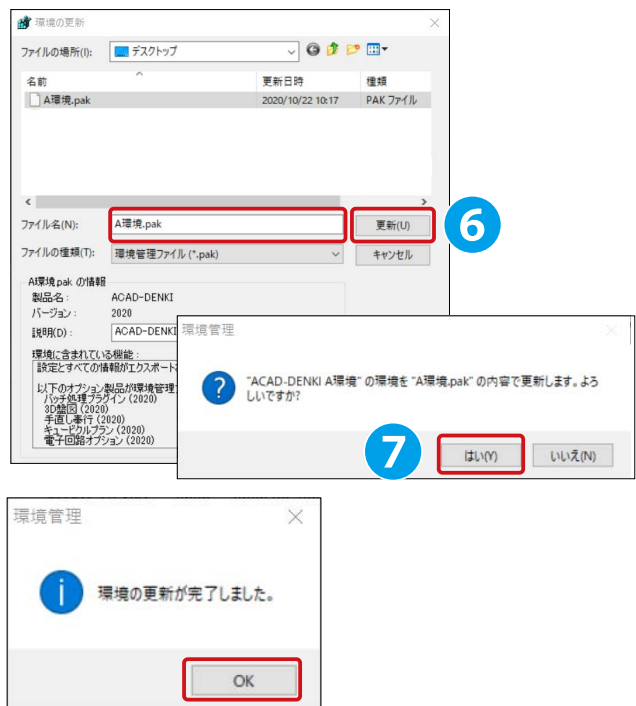 環境の更新
ファイルの場所(I): デスクトップ
名前 更新日時 種類
A環境.pak 2020/10/22 10:17 PAK ファイル
6
ファイル名(N): A環境.pak 更新(U)
ファイルの種類(T): 環境管理ファイル (*.pak) キャンセル
A環境.pak の情報
製品名: ACAD-DENKI
バージョン: 2020
説明(D): ACAD-DENKI
環境に含まれている機能:
設定とすべての情報がエクスポート
以下のオプション製品が環境管理
バッチ処理プラグイン (2020)
3D盤図 (2020)
手直し奉行 (2020)
キュービクルプラン (2020)
電子回路オプション (2020)
環境管理
"ACAD-DENKI A環境" の環境を "A環境.pak" の内容で更新します。よろ
しいですか?
7
はい(Y) いいえ(N)
環境管理
環境の更新が完了しました。
OK